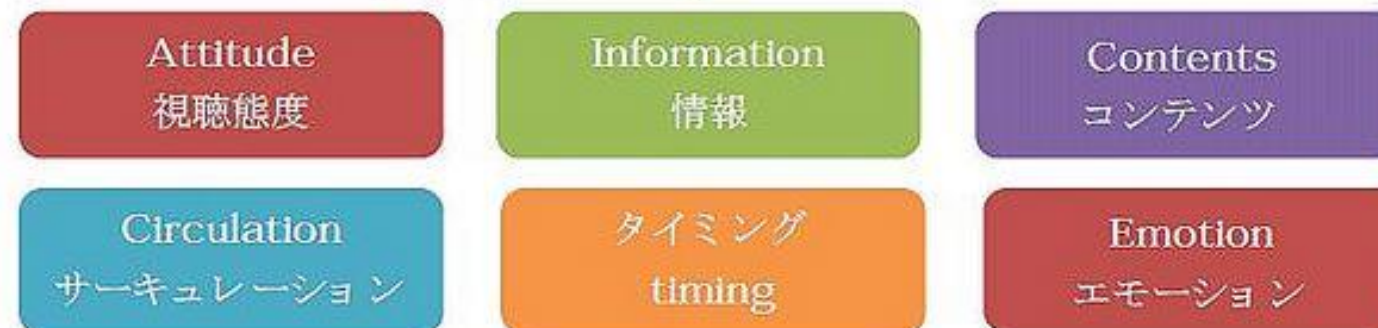 Attitude
視聴態度
Information
情報
Contents
コンテンツ
Circulation
サーキュレーション
タイミング
timing
Emotion
エモーション